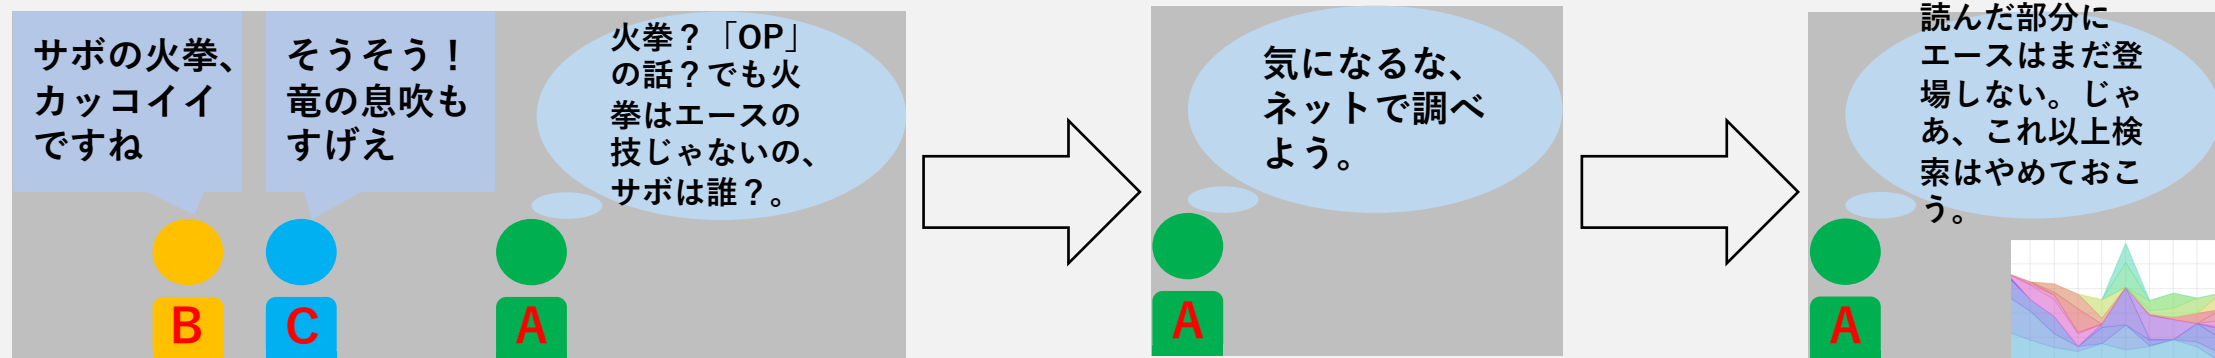 サボの火拳、
カッコイイ
ですね
そうそう！
竜の息吹も
すげえ
火拳？「OP」
の話？でも火
拳はエースの
技じゃないの、
サボは誰？。
B
C
A
気になるな、
ネットで調べ
よう。
A
読んだ部分に
エースはまだ登
場しない。じゃ
あ、これ以上検
索はやめておこ
う。
A